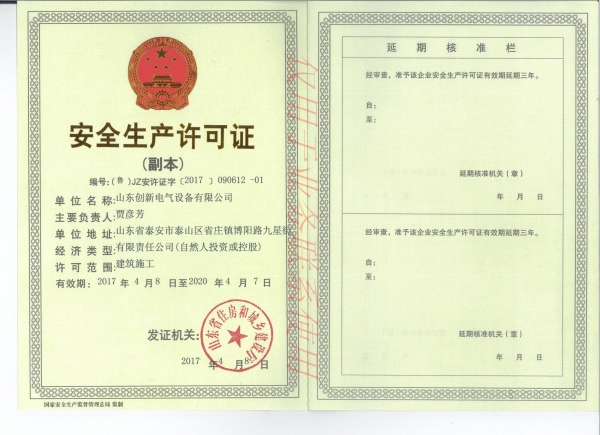 安全生产许可证
(副本)
编号:(鲁)JZ安许证字〔2017〕090612-01
单位名称:山东创新电气设备有限公司
主要负责人:贾彦芳
单位地址:山东省泰安市泰山区省庄镇博阳路九星街
经济类型:有限责任公司(自然人投资或控股)
许可范围:建筑施工
有效期:2017 年 4 月 8 日至 2020 年 4 月 7 日
发证机关:
山东省住房和城乡建设厅
2017 年 4 月 8
国家安全生产监督管理总局 监制
延期核准栏
经审查,准予该企业安全生产许可证有效期延期三年。
自:
至:
延期核准机关(章)
年 月 日
经审查,准予该企业安全生产许可证有效期延期三年。
自:
至:
延期核准机关(章)
年 月 日